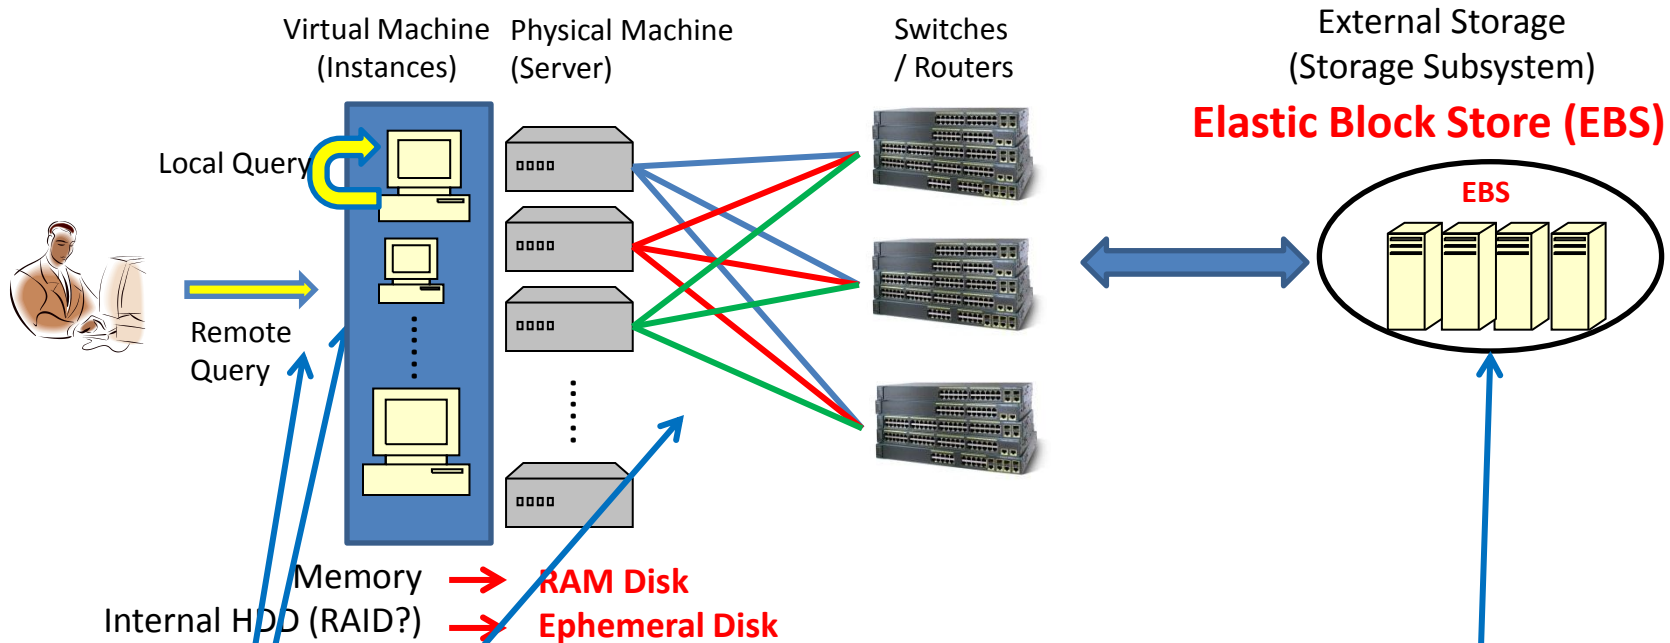 Virtual Machine
(Instances)
Physical Machine
(Server)
Switches
/ Routers
External Storage
(Storage Subsystem)
Elastic Block Store (EBS)
Local Query
EBS
Remote
Query
Memory
RAM Disk
Internal HDD (RAID?)
Ephemeral Disk